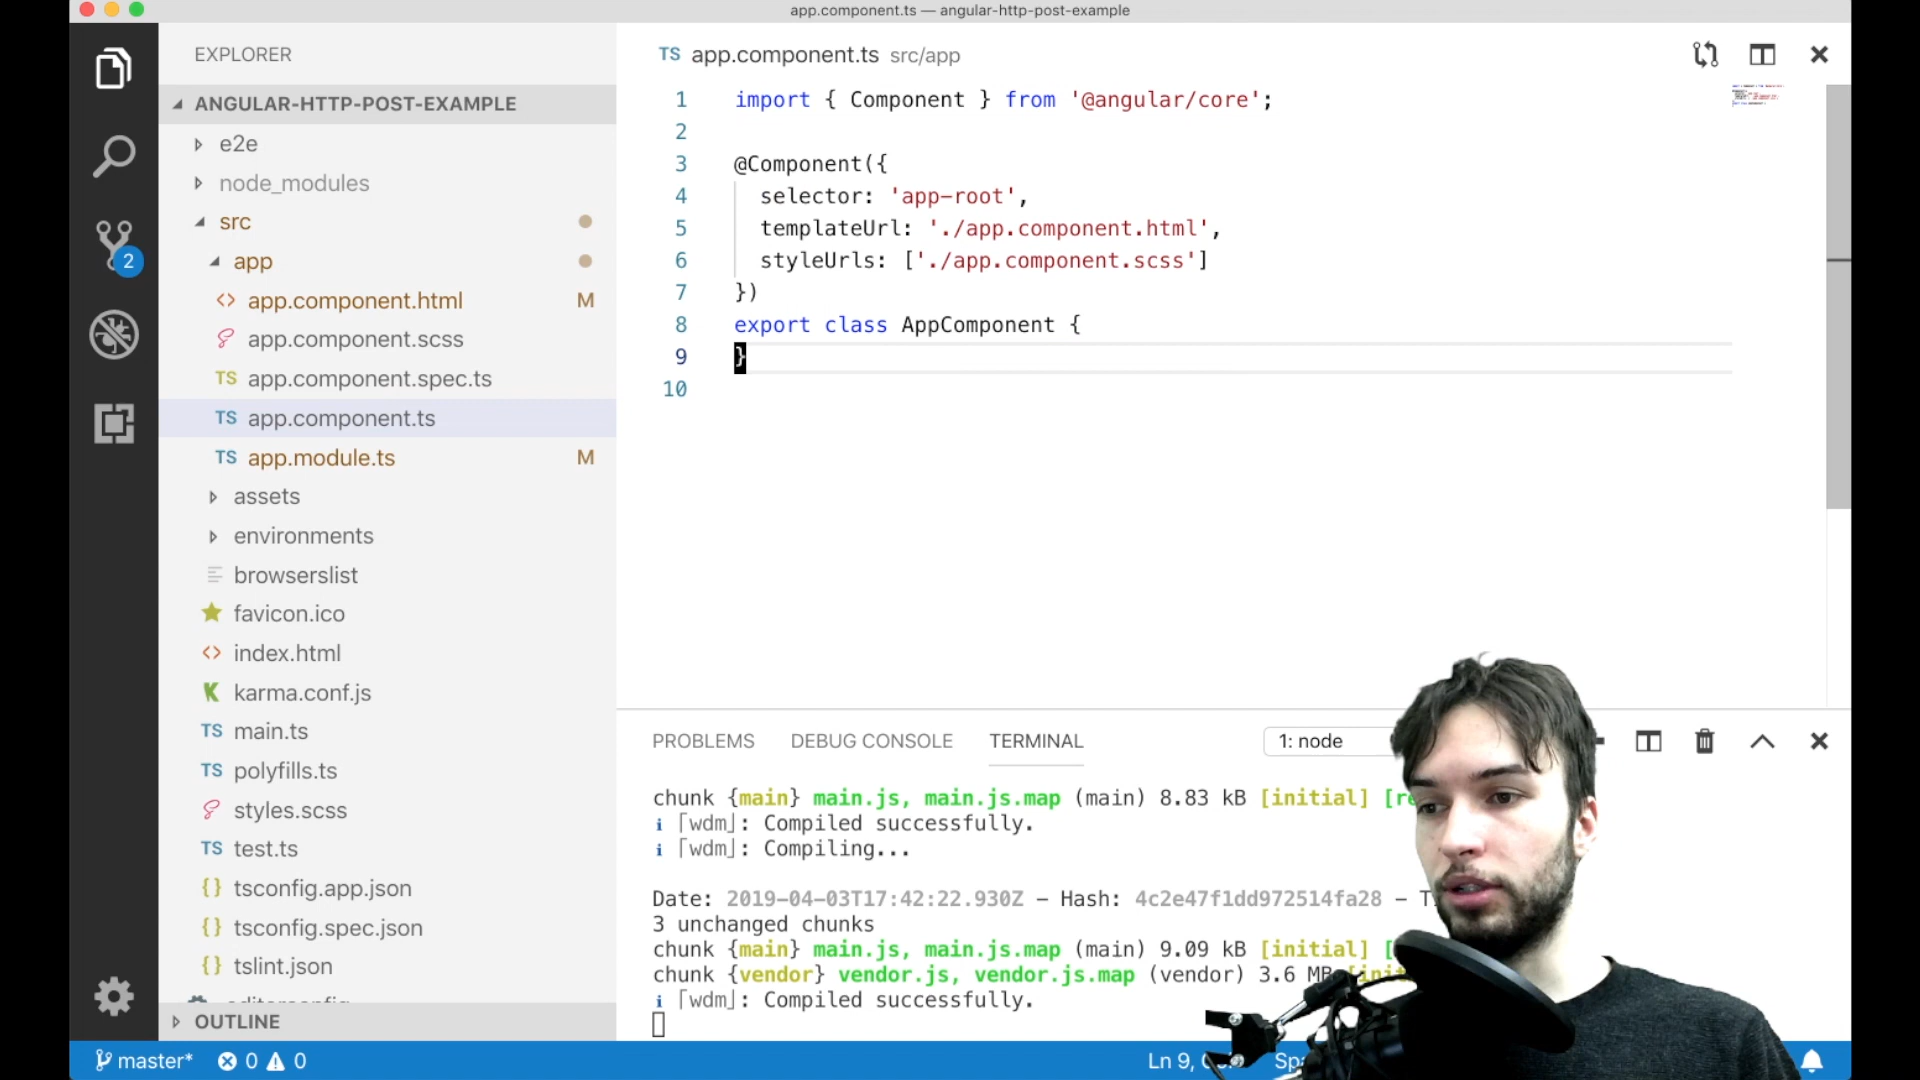 app.component.ts — angular-http-post-example
EXPLORER
ANGULAR-HTTP-POST-EXAMPLE
e2e
node_modules
src
app
<> app.component.html M
app.component.scss
TS app.component.spec.ts
TS app.component.ts
TS app.module.ts M
assets
environments
browserslist
favicon.ico
<> index.html
K karma.conf.js
TS main.ts
TS polyfills.ts
styles.scss
TS test.ts
{} tsconfig.app.json
{} tsconfig.spec.json
{} tslint.json
OUTLINE
2
TS app.component.ts src/app
1 import { Component } from '@angular/core';
2
3 @Component({
4 selector: 'app-root',
5 templateUrl: './app.component.html',
6 styleUrls: ['./app.component.scss']
7 })
8 export class AppComponent {
9 }
10
PROBLEMS DEBUG CONSOLE TERMINAL 1: node
chunk {main} main.js, main.js.map (main) 8.83 kB [initial]
i ｢wdm｣: Compiled successfully.
i ｢wdm｣: Compiling...
Date: 2019-04-03T17:42:22.930Z - Hash: 4c2e47f1dd972514fa28 -
3 unchanged chunks
chunk {main} main.js, main.js.map (main) 9.09 kB [initial]
chunk {vendor} vendor.js, vendor.js.map (vendor) 3.6 MB
i ｢wdm｣: Compiled successfully.
master* 0 0 Ln 9,